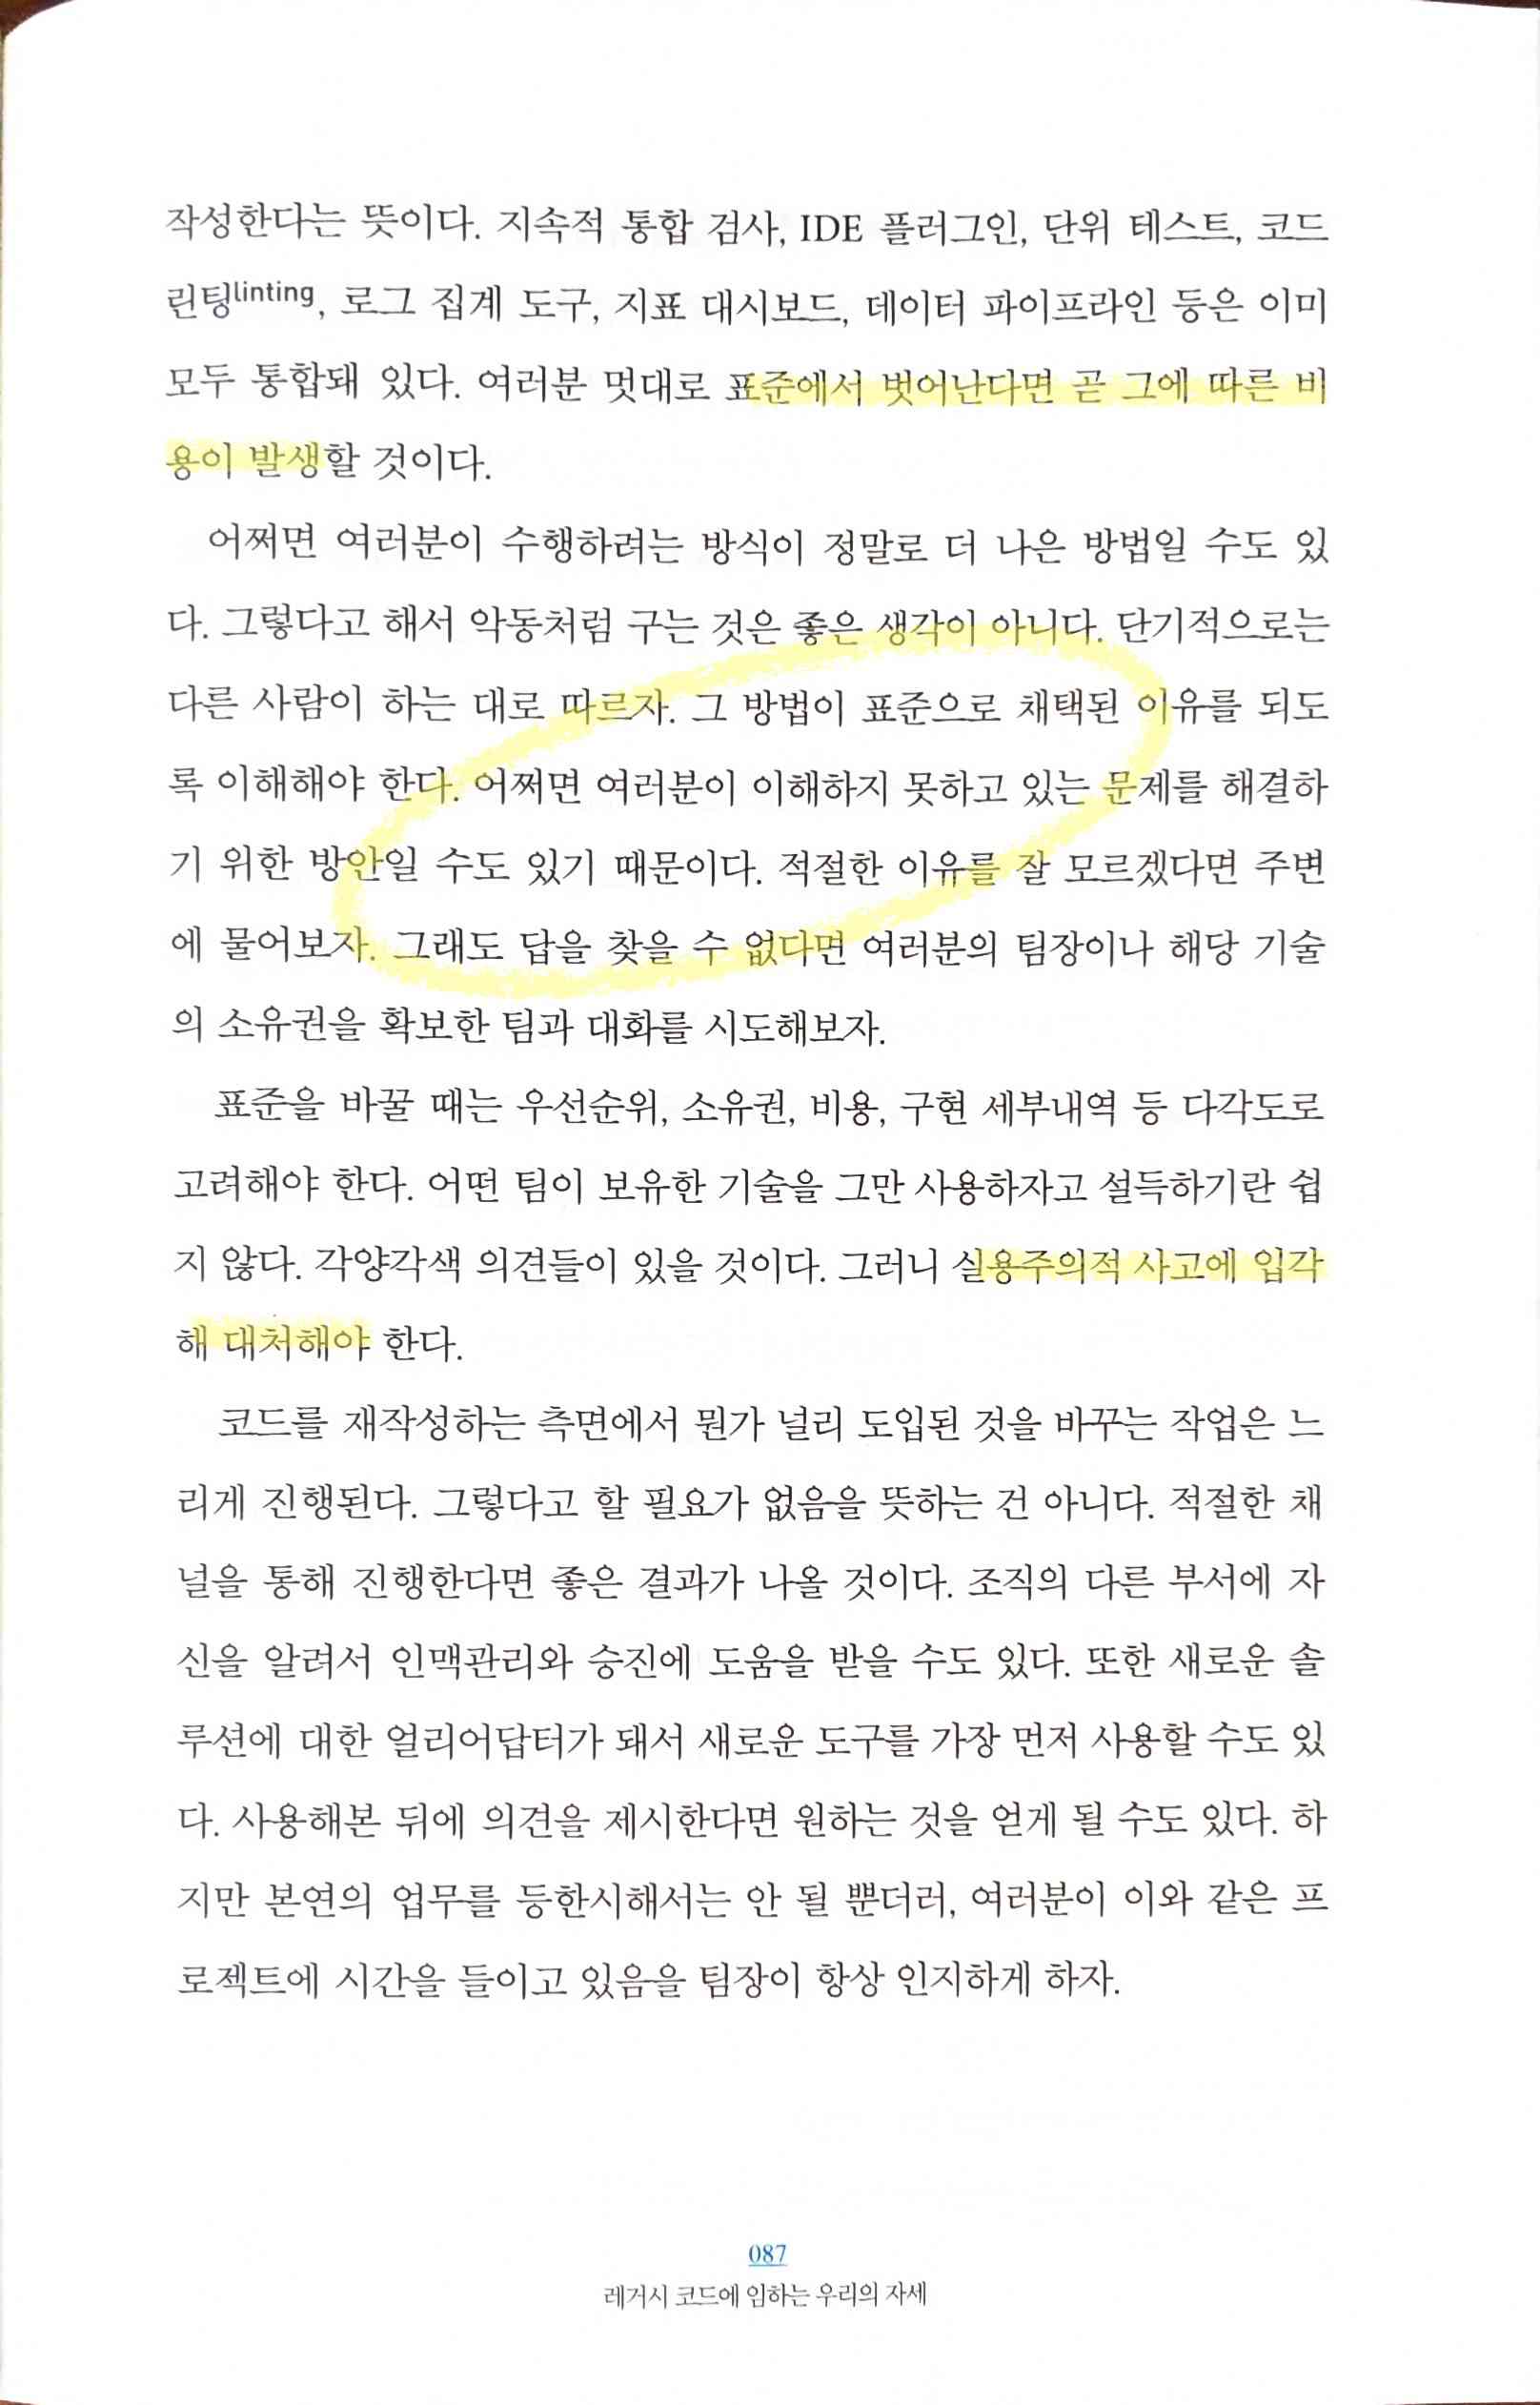 작성한다는 뜻이다. 지속적 통합 검사, IDE 플러그인, 단위 테스트, 코드
린팅linting, 로그 집계 도구, 지표 대시보드, 데이터 파이프라인 등은 이미
모두 통합돼 있다. 여러분 멋대로 표준에서 벗어난다면 곧 그에 따른 비
용이 발생할 것이다.
어쩌면 여러분이 수행하려는 방식이 정말로 더 나은 방법일 수도 있
다. 그렇다고 해서 악동처럼 구는 것은 좋은 생각이 아니다. 단기적으로는
다른 사람이 하는 대로 따르자. 그 방법이 표준으로 채택된 이유를 되도
록 이해해야 한다. 어쩌면 여러분이 이해하지 못하고 있는 문제를 해결하
기 위한 방안일 수도 있기 때문이다. 적절한 이유를 잘 모르겠다면 주변
에 물어보자. 그래도 답을 찾을 수 없다면 여러분의 팀장이나 해당 기술
의 소유권을 확보한 팀과 대화를 시도해보자.
표준을 바꿀 때는 우선순위, 소유권, 비용, 구현 세부내역 등 다각도로
고려해야 한다. 어떤 팀이 보유한 기술을 그만 사용하자고 설득하기란 쉽
지 않다. 각양각색 의견들이 있을 것이다. 그러니 실용주의적 사고에 입각
해 대처해야 한다.
코드를 재작성하는 측면에서 뭔가 널리 도입된 것을 바꾸는 작업은 느
리게 진행된다. 그렇다고 할 필요가 없음을 뜻하는 건 아니다. 적절한 채
널을 통해 진행한다면 좋은 결과가 나올 것이다. 조직의 다른 부서에 자
신을 알려서 인맥관리와 승진에 도움을 받을 수도 있다. 또한 새로운 솔
루션에 대한 얼리어답터가 돼서 새로운 도구를 가장 먼저 사용할 수도 있
다. 사용해본 뒤에 의견을 제시한다면 원하는 것을 얻게 될 수도 있다. 하
지만 본연의 업무를 등한시해서는 안 될 뿐더러, 여러분이 이와 같은 프
로젝트에 시간을 들이고 있음을 팀장이 항상 인지하게 하자.
087
레거시 코드에 임하는 우리의 자세